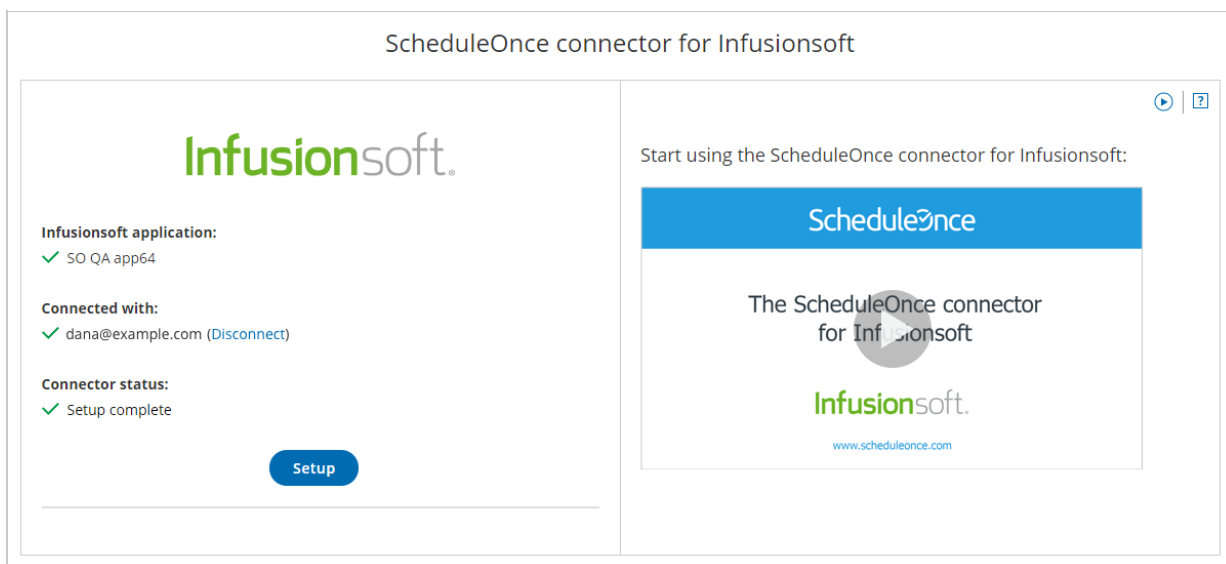 ScheduleOnce connector for Infusionsoft
Infusionsoft.
Infusionsoft application:
SO QA app64
Connected with:
dana@example.com (Disconnect)
Connector status:
Setup complete
Setup
?
Start using the ScheduleOnce connector for Infusionsoft:
ScheduleOnce
The ScheduleOnce connector
for Infusionsoft
Infusionsoft.
www.scheduleonce.com